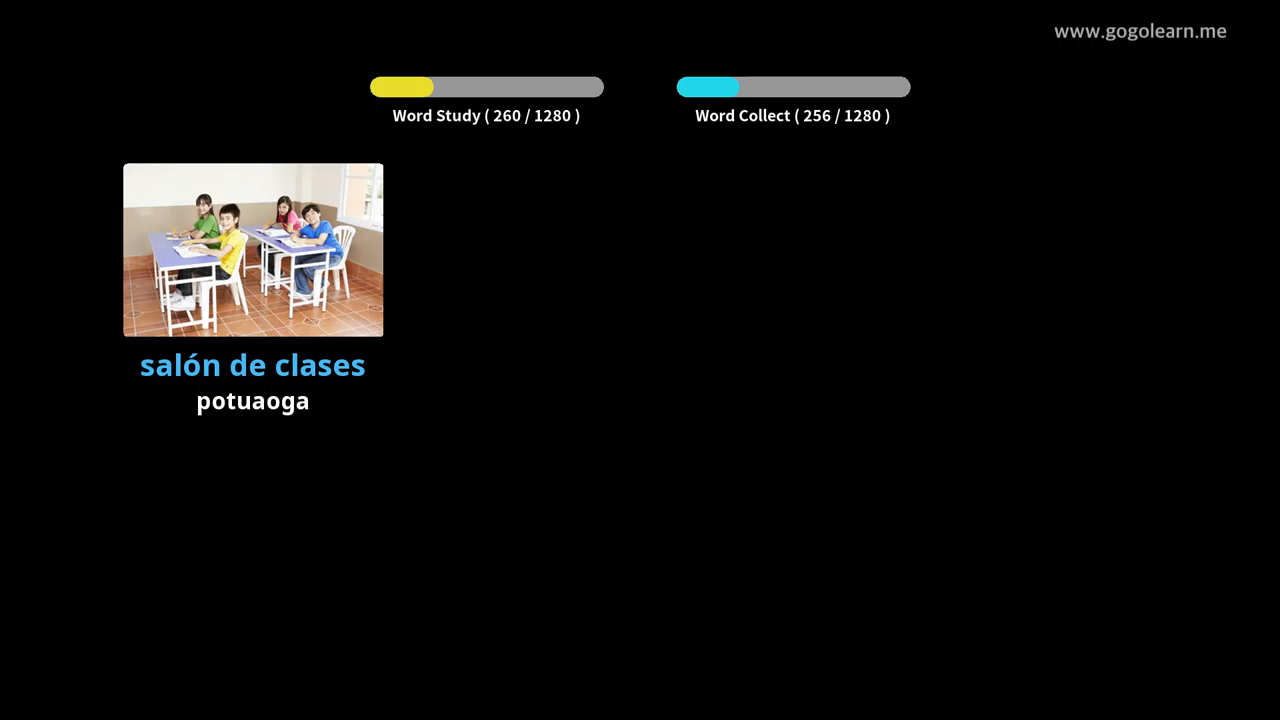 www.gogolearn.me
Word Study ( 260 / 1280 )
Word Collect ( 256 / 1280 )
salón de clases
potuaoga